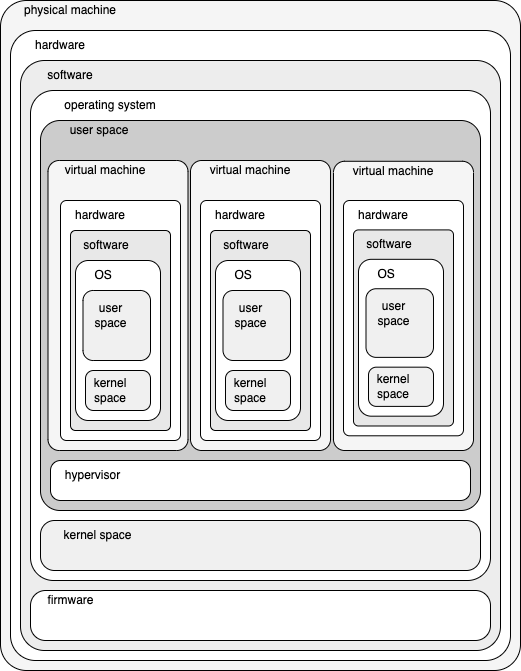 physical machine
hardware
software
operating system
user space
virtual machine
hardware
software
OS
user
space
kernel
space
virtual machine
hardware
software
OS
user
space
kernel
space
virtual machine
hardware
software
OS
user
space
kernel
space
hypervisor
kernel space
firmware